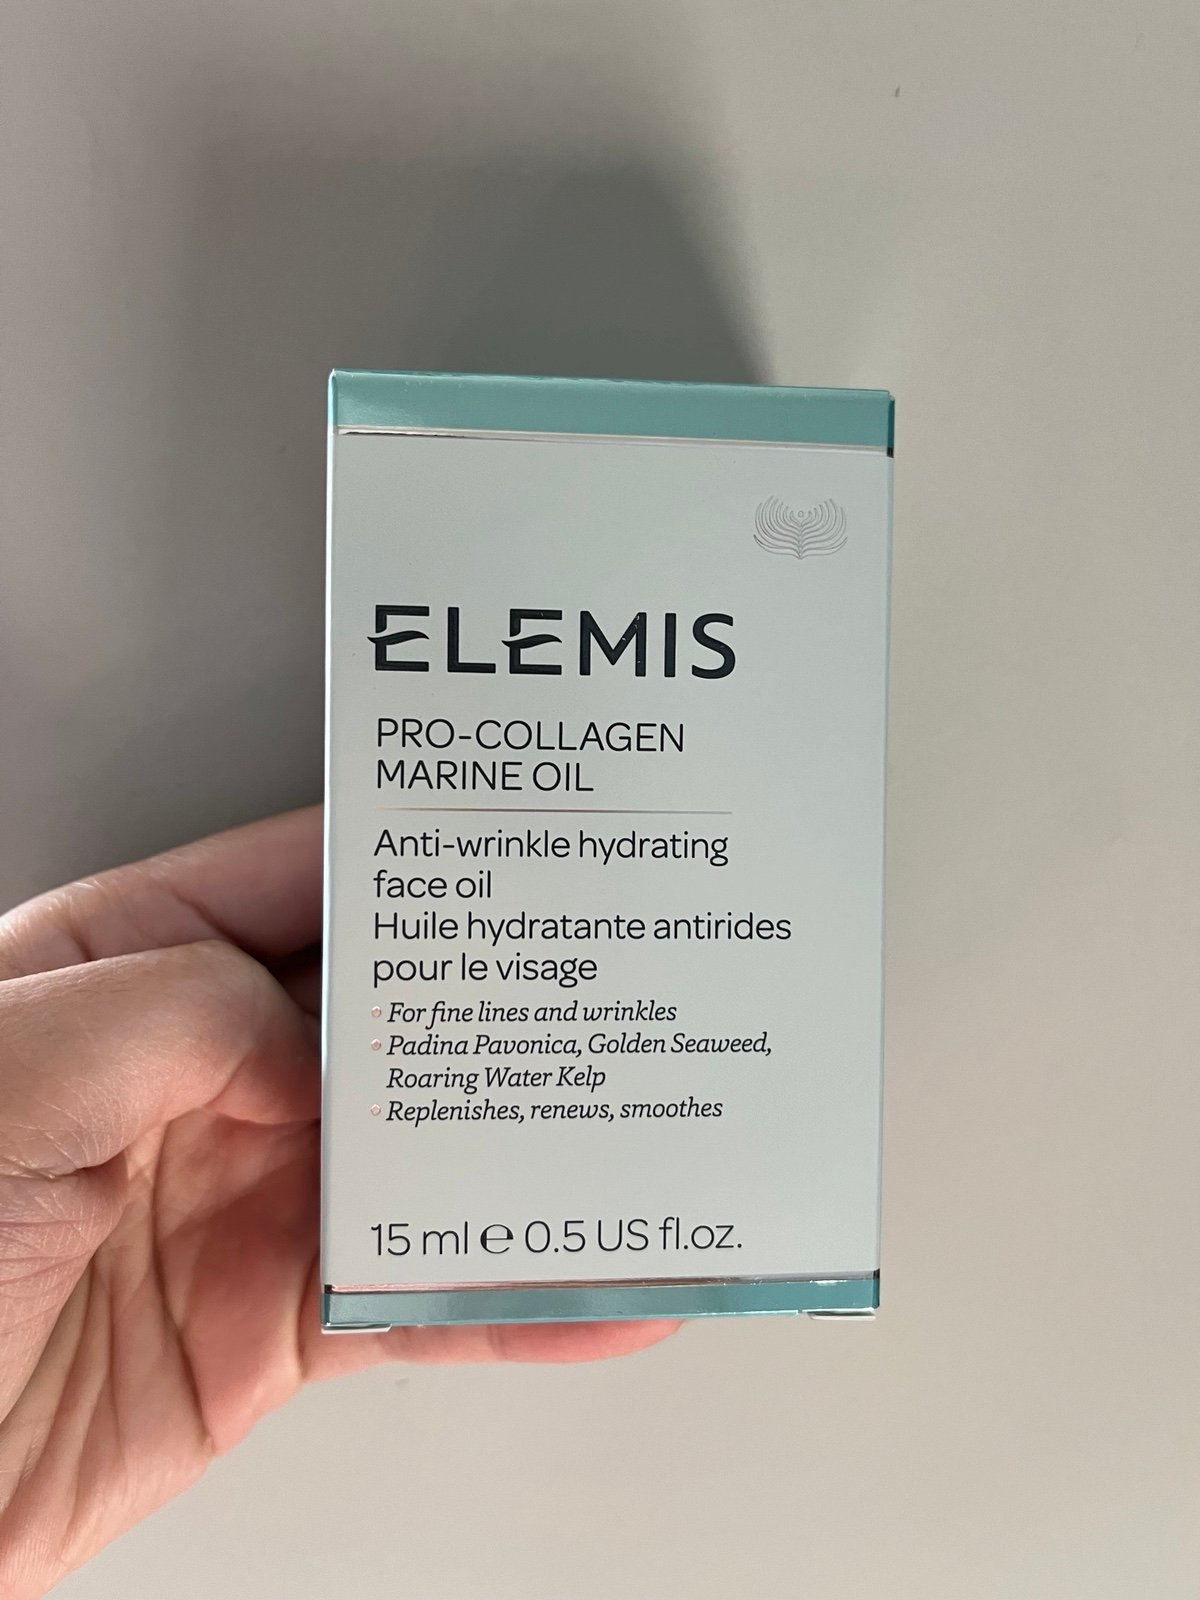 ELEMIS
PRO-COLLAGEN
MARINE OIL
Anti-wrinkle hydrating
face oil
Huile hydratante antirides
pour le visage
• For fine lines and wrinkles
• Padina Pavonica, Golden Seaweed,
Roaring Water Kelp
• Replenishes, renews, smoothes
15 ml ℮ 0.5 US fl.oz.